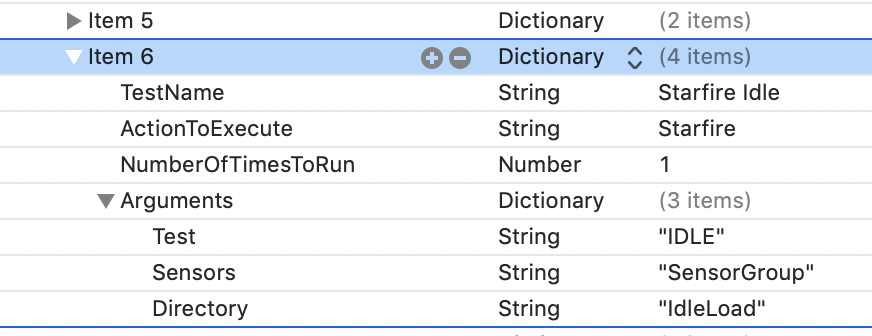 Item 5 Dictionary (2 items)
Item 6 Dictionary (4 items)
TestName String Starfire Idle
ActionToExecute String Starfire
NumberOfTimesToRun Number 1
Arguments Dictionary (3 items)
Test String "IDLE"
Sensors String "SensorGroup"
Directory String "IdleLoad"